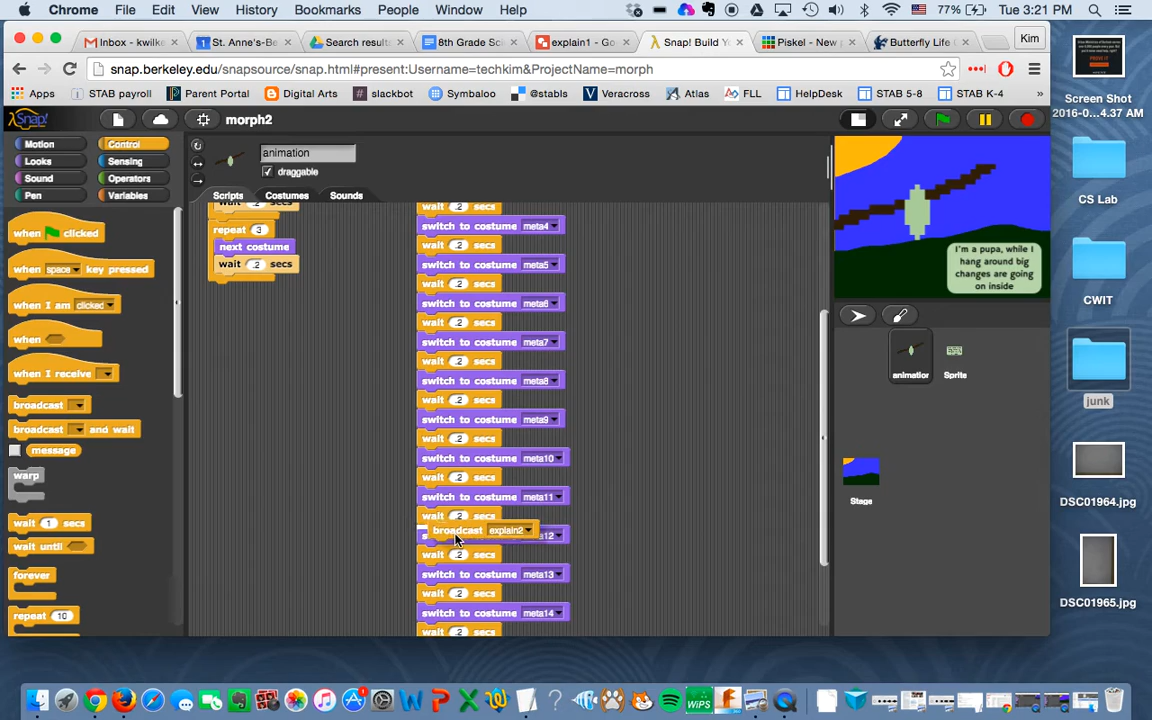 Chrome File Edit View History Bookmarks People Window Help 77% Tue 3:21 PM
Inbox - kwilke St. Anne's-Be Search results 8th Grade Sci explain1 - Goo Snap! Build Yo Piskel - New p Butterfly Life C Kim
snap.berkeley.edu/snapsource/snap.html#present:Username=techkim&ProjectName=morph
Apps STAB payroll Parent Portal Digital Arts slackbot Symbaloo @stabls Veracross Atlas FLL HelpDesk STAB 5-8 STAB K-4 »
Snap! morph2
Motion Control
Looks Sensing
Sound Operators
Pen Variables
animation
draggable
Scripts Costumes Sounds
when clicked
when space key pressed
when I am clicked
when
when I receive
broadcast
broadcast and wait
message
warp
wait 1 secs
wait until
forever
repeat 10
wait .2 secs
repeat 3
next costume
wait .2 secs
wait .2 secs
switch to costume meta4
wait .2 secs
switch to costume meta5
wait .2 secs
switch to costume meta6
wait .2 secs
switch to costume meta7
wait .2 secs
switch to costume meta8
wait .2 secs
switch to costume meta9
wait .2 secs
switch to costume meta10
wait .2 secs
switch to costume meta11
wait .2 secs
broadcast explain2
wait .2 secs
switch to costume meta13
wait .2 secs
switch to costume meta14
wait .2 secs
I'm a pupa, while I
hang around big
changes are going
on inside
animation Sprite
Stage
Screen Shot
2016-0...4.37 AM
CS Lab
CWIT
junk
DSC01964.jpg
DSC01965.jpg
WiPS